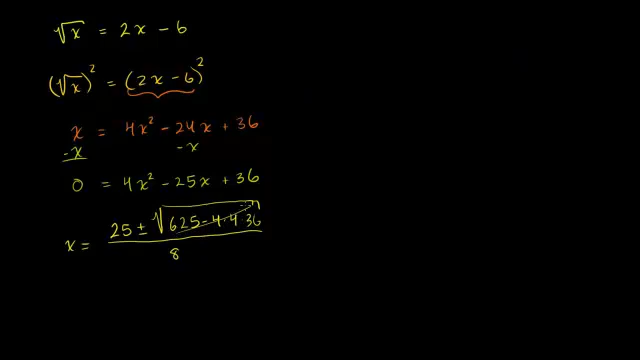 √x = 2x - 6
(√x)² = (2x - 6)²
x = 4x² - 24x + 36
-x -x
0 = 4x² - 25x + 36
x = (25 ± √(625 - 4·4·36))/8